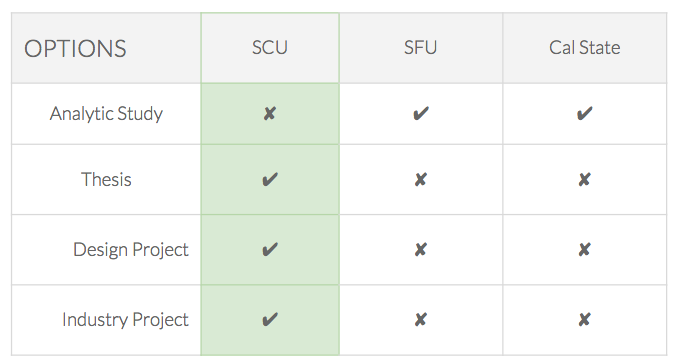 OPTIONS SCU SFU Cal State
Analytic Study ✘ ✔ ✔
Thesis ✔ ✘ ✘
Design Project ✔ ✘ ✘
Industry Project ✔ ✘ ✘